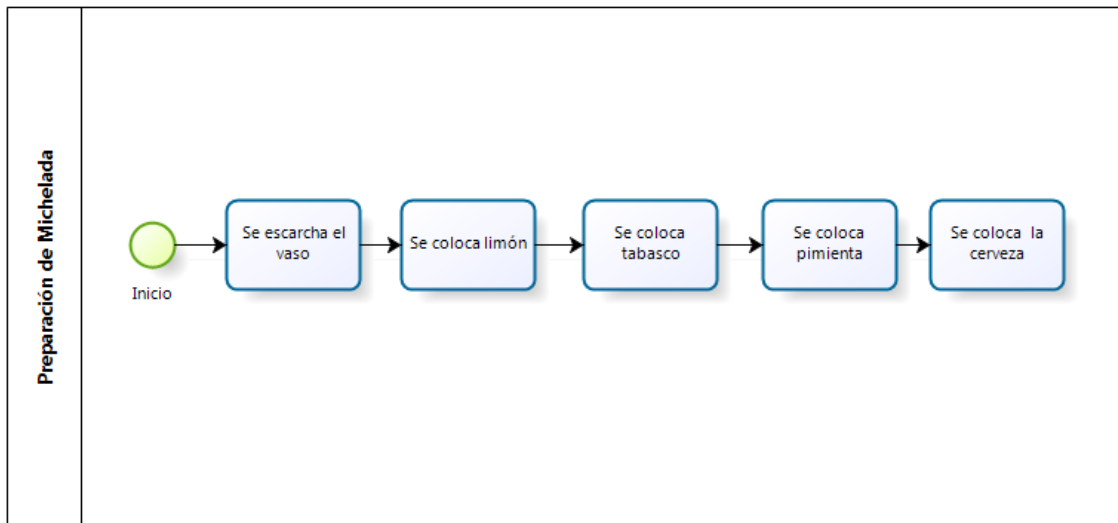 Preparación de Michelada
Inicio
Se escarcha el
vaso
Se coloca limón
Se coloca
tabasco
Se coloca
pimienta
Se coloca  la
cerveza